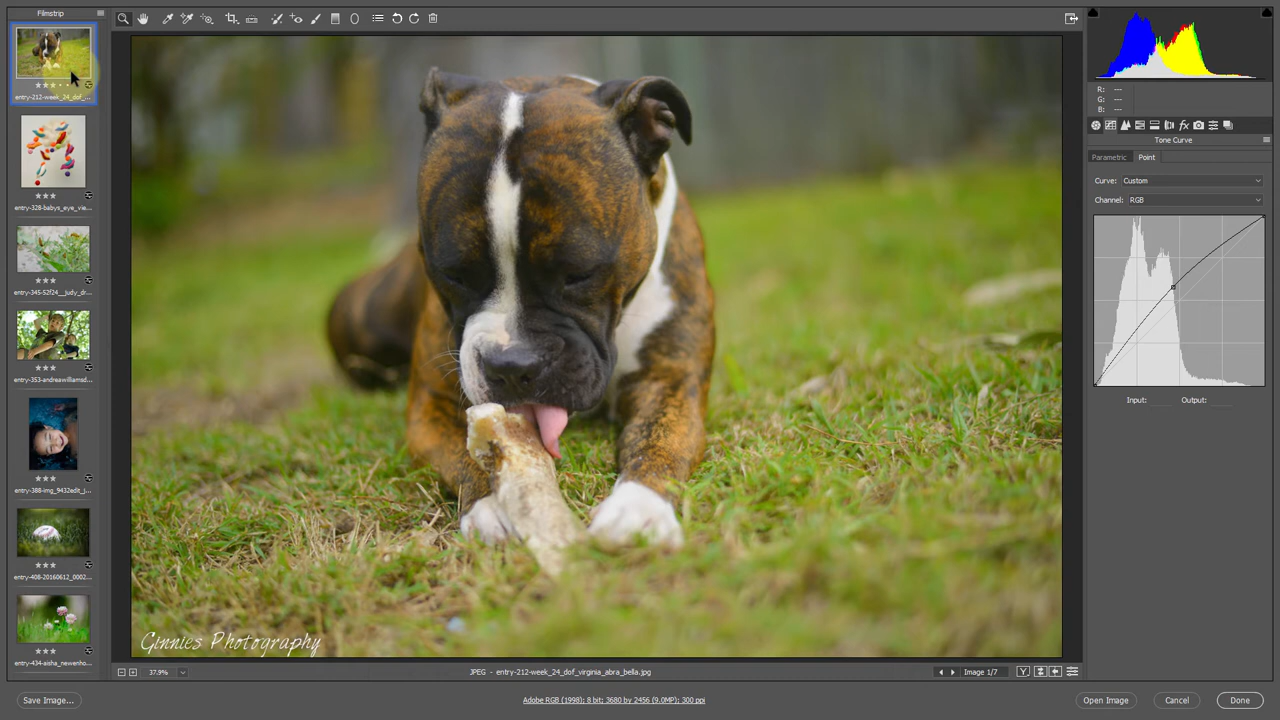 Filmstrip
entry-212-week_24_dof_...
entry-328-babys_eye_vie...
entry-345-52f24__judy_dr...
entry-353-andreawilliamsd...
entry-388-img_9432edit_j...
entry-408-20160612_0002...
entry-434-aisha_newenho...
Save Image...
Ginnies Photography
37.9%
JPEG - entry-212-week_24_dof_virginia_abra_bella.jpg
Image 1/7
Adobe RGB (1998); 8 bit; 3680 by 2456 (9.0MP); 300 ppi
R: ---
G: ---
B: ---
fx
Tone Curve
Parametric Point
Curve: Custom
Channel: RGB
Input: Output:
Open Image Cancel Done